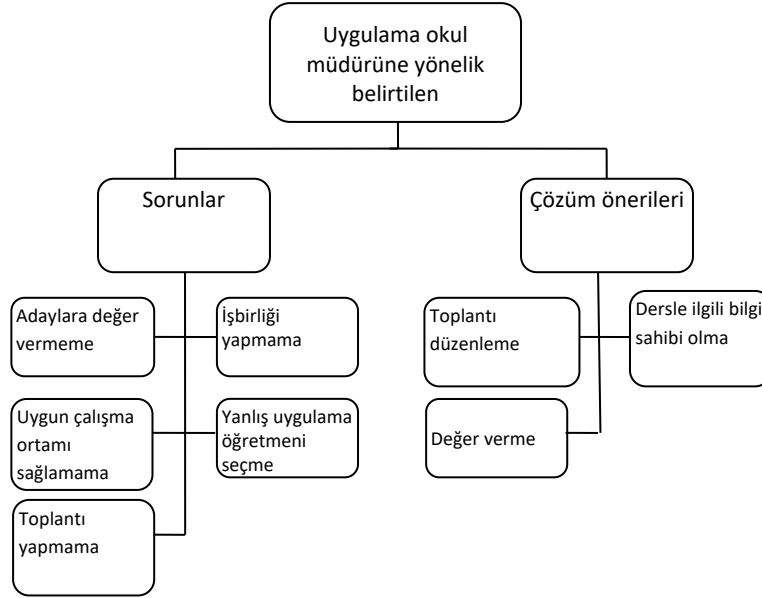 Uygulama okul
müdürüne yönelik
belirtilen
Sorunlar
Çözüm önerileri
Adaylara değer
vermeme
İşbirliği
yapmama
Uygun çalışma
ortamı
sağlamama
Yanlış uygulama
öğretmeni
seçme
Toplantı
yapmama
Toplantı
düzenleme
Dersle ilgili bilgi
sahibi olma
Değer verme